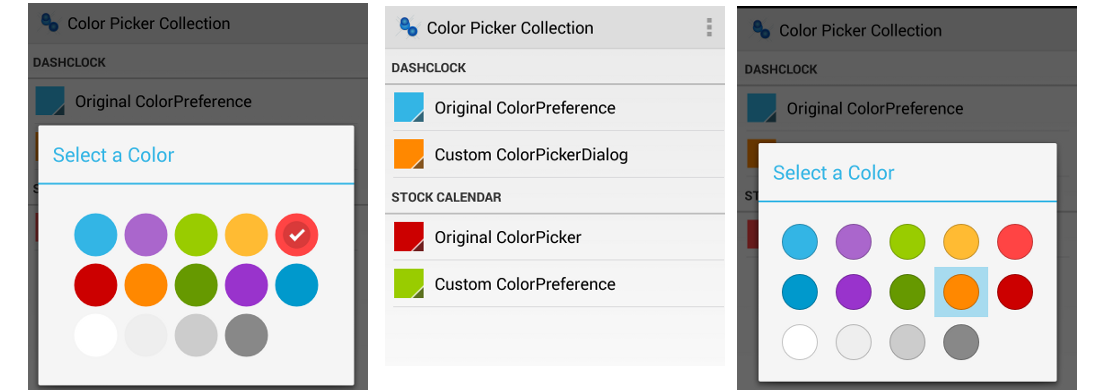 Color Picker Collection
DASHCLOCK
Original ColorPreference
Select a Color
S
Color Picker Collection
DASHCLOCK
Original ColorPreference
Custom ColorPickerDialog
STOCK CALENDAR
Original ColorPicker
Custom ColorPreference
Color Picker Collection
DASHCLOCK
Original ColorPreference
Select a Color
ST